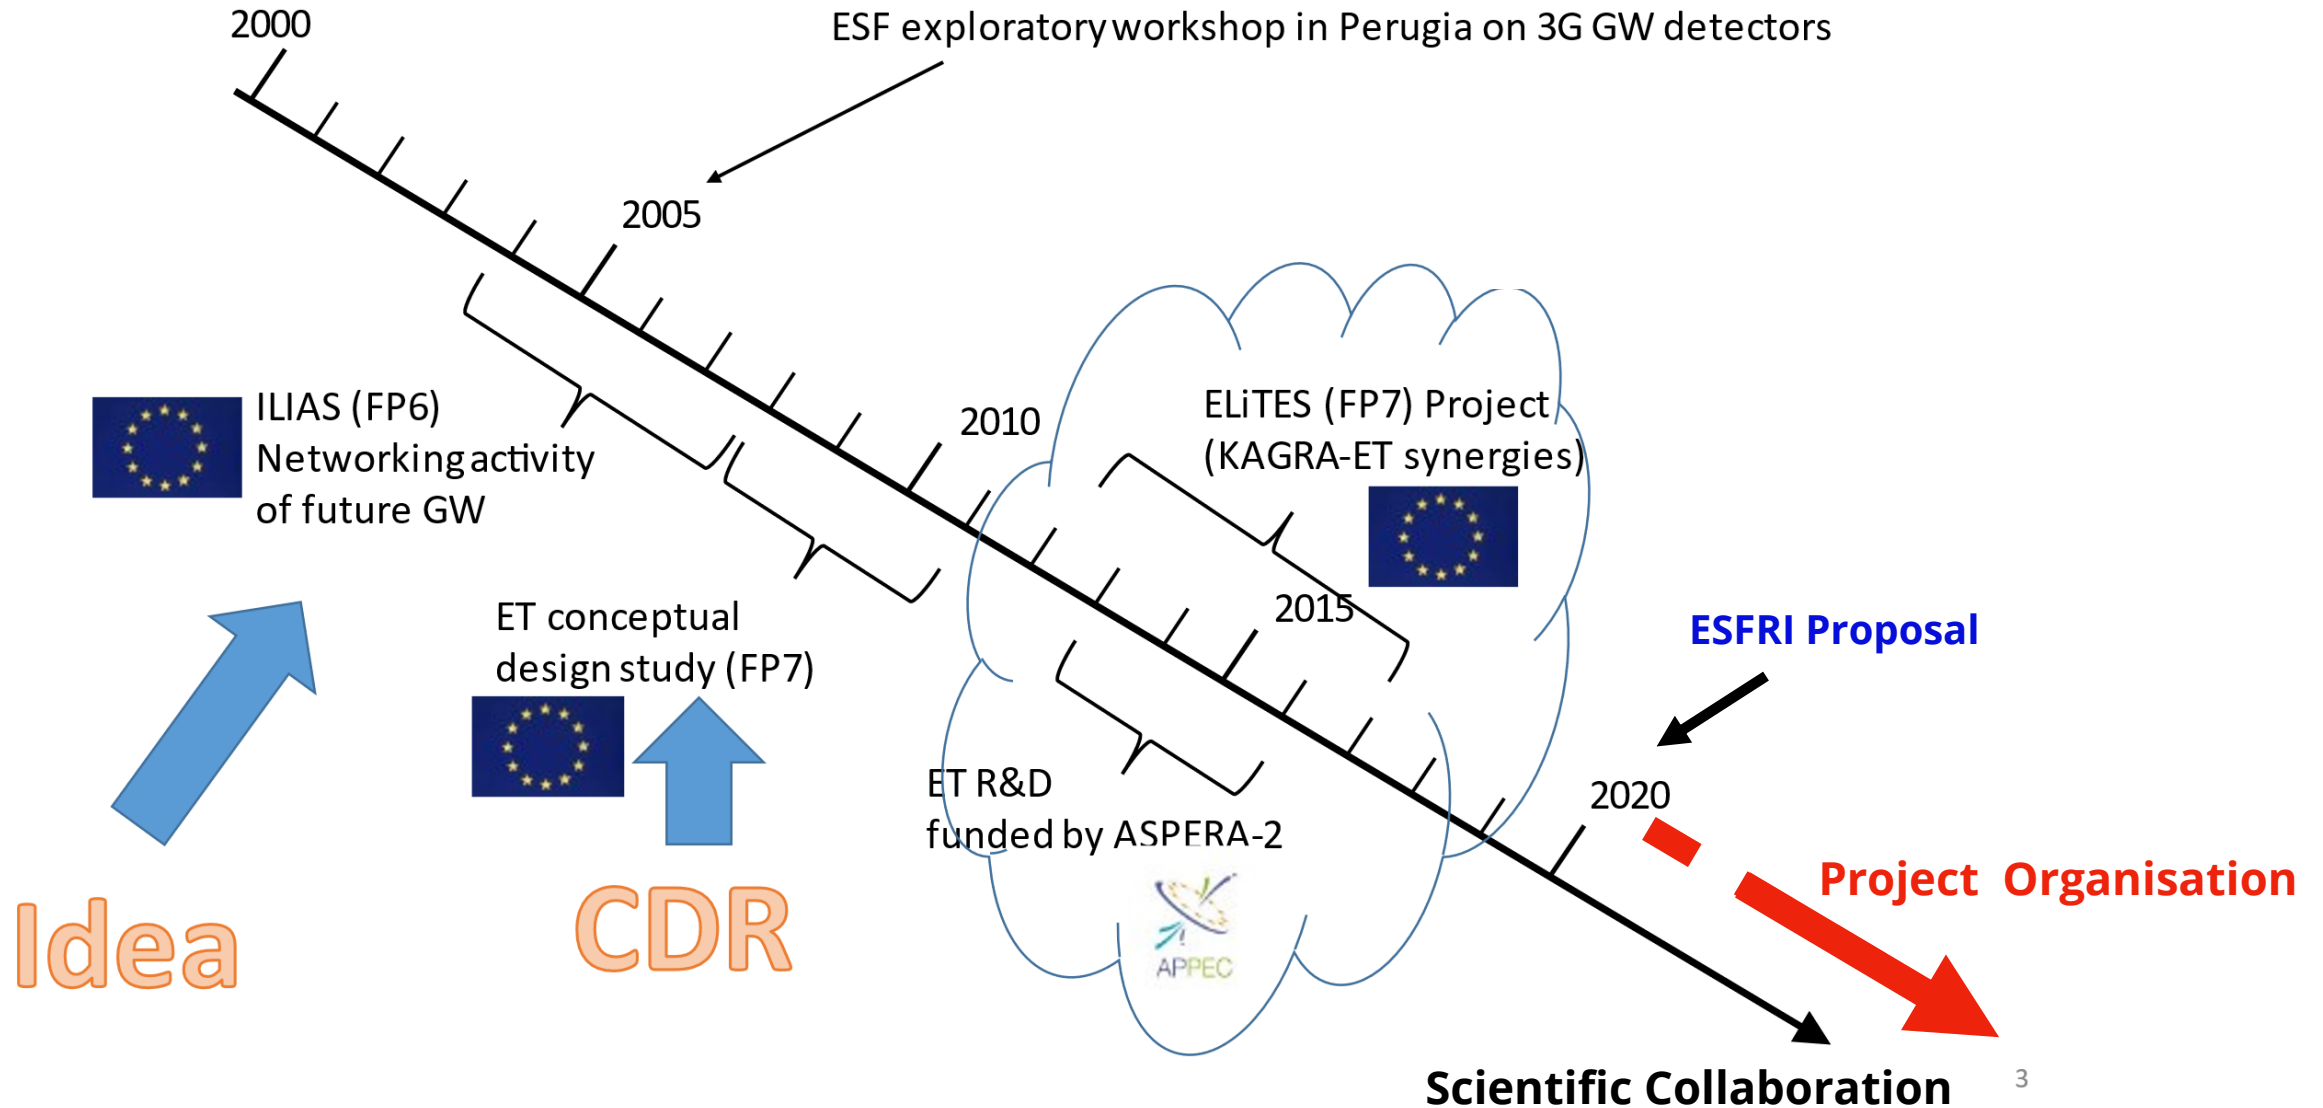 2000
ESF exploratory workshop in Perugia on 3G GW detectors
2005
ILIAS (FP6)
Networking activity
of future GW
2010
ELiTES (FP7) Project
(KAGRA-ET synergies)
2015
ET conceptual
design study (FP7)
ESFRI Proposal
ET R&D
funded by ASPERA-2
2020
APPEC
Idea
CDR
Project Organisation
Scientific Collaboration
3